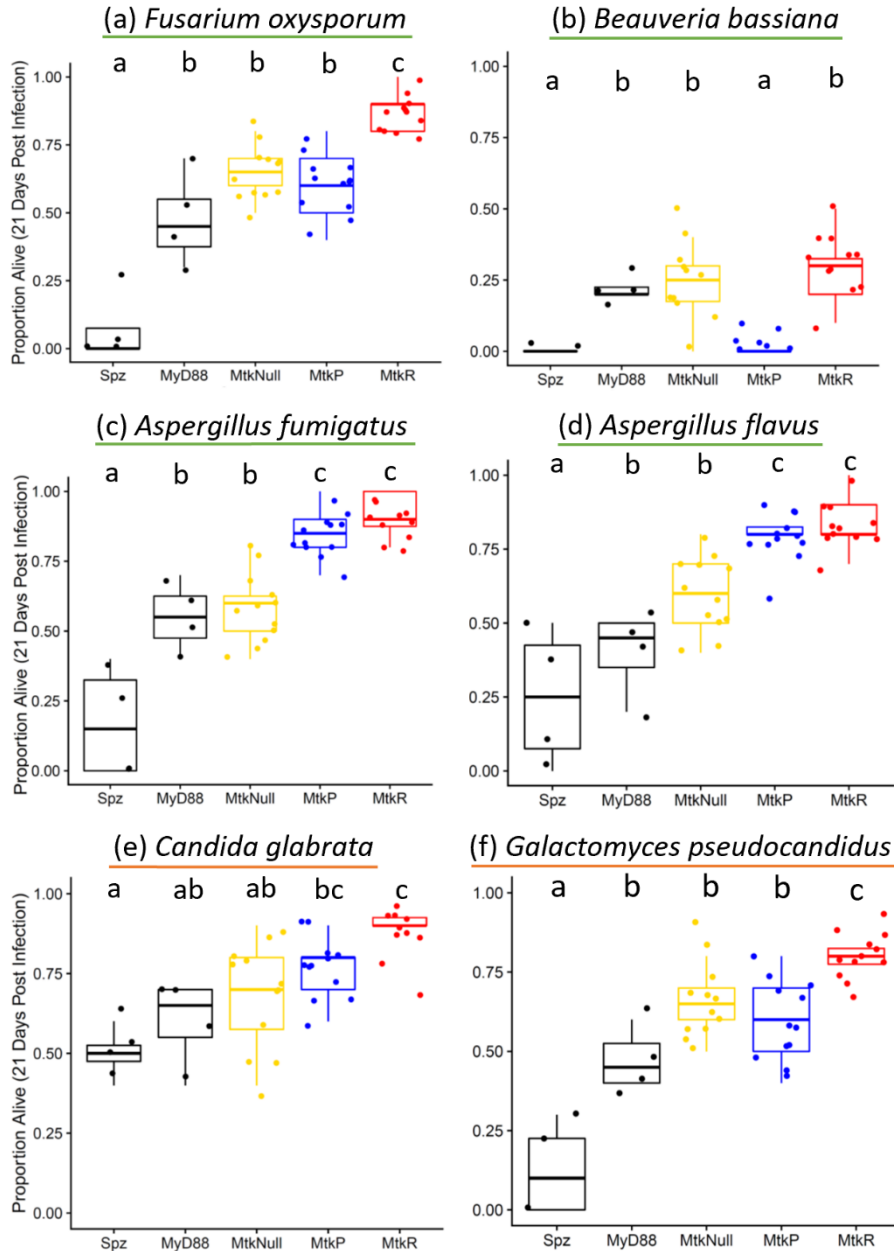 (a) Fusarium oxysporum
a b b b c
Proportion Alive (21 Days Post Infection)
1.00
0.75
0.50
0.25
0.00
Spz MyD88 MtkNull MtkP MtkR
(b) Beauveria bassiana
a b b a b
1.00
0.75
0.50
0.25
0.00
Spz MyD88 MtkNull MtkP MtkR
(c) Aspergillus fumigatus
a b b c c
Proportion Alive (21 Days Post Infection)
1.00
0.75
0.50
0.25
0.00
Spz MyD88 MtkNull MtkP MtkR
(d) Aspergillus flavus
a b b c c
1.00
0.75
0.50
0.25
0.00
Spz MyD88 MtkNull MtkP MtkR
(e) Candida glabrata
a ab ab bc c
Proportion Alive (21 Days Post Infection)
1.00
0.75
0.50
0.25
0.00
Spz MyD88 MtkNull MtkP MtkR
(f) Galactomyces pseudocandidus
a b b b c
1.00
0.75
0.50
0.25
0.00
Spz MyD88 MtkNull MtkP MtkR